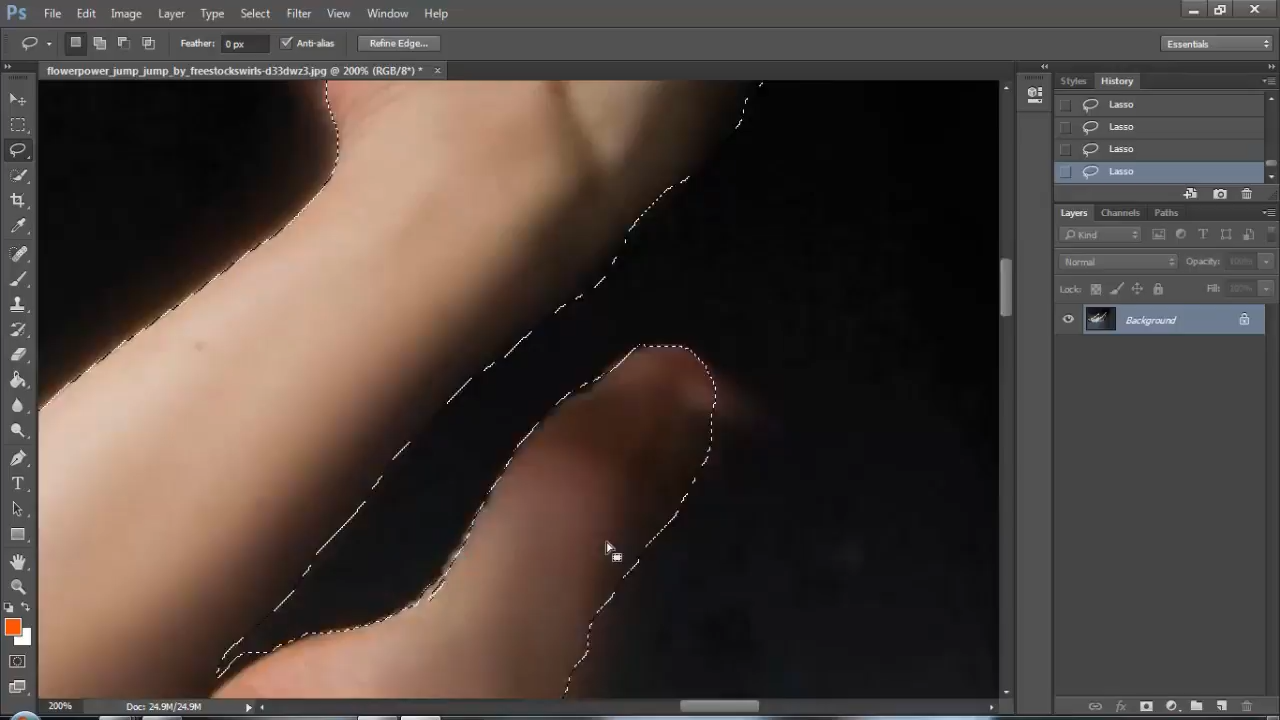 Ps File Edit Image Layer Type Select Filter View Window Help
Feather: 0 px Anti-alias Refine Edge... Essentials
flowerpower_jump_jump_by_freestockswirls-d33dwz3.jpg @ 200% (RGB/8*) * ×
Styles History
Lasso
Lasso
Lasso
Lasso
Layers Channels Paths
Kind
Normal Opacity: 100%
Lock: Fill: 100%
Background
200% Doc: 24.9M/24.9M